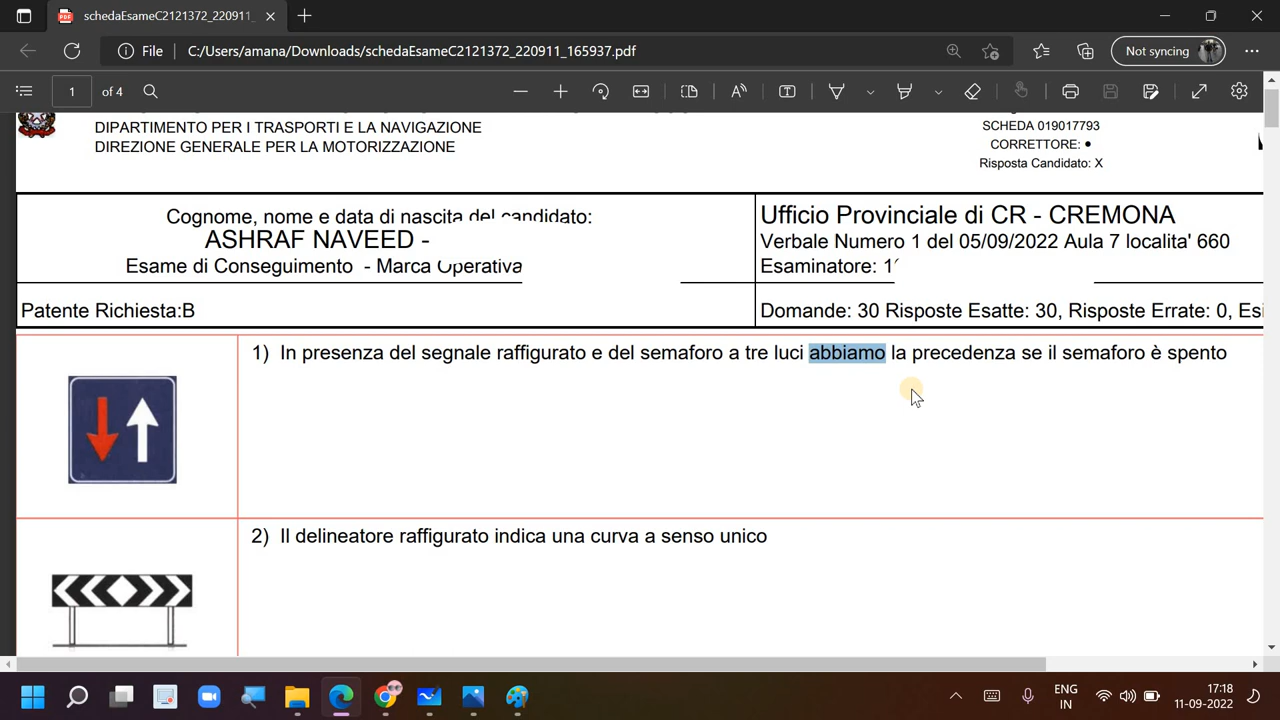 schedaEsameC2121372_220911_
File C:/Users/amana/Downloads/schedaEsameC2121372_220911_165937.pdf
Not syncing
1 of 4
DIPARTIMENTO PER I TRASPORTI E LA NAVIGAZIONE
DIREZIONE GENERALE PER LA MOTORIZZAZIONE
SCHEDA 019017793
CORRETTORE: ●
Risposta Candidato: X
Cognome, nome e data di nascita del candidato:
ASHRAF NAVEED -
Esame di Conseguimento - Marca Operativa
Ufficio Provinciale di CR - CREMONA
Verbale Numero 1 del 05/09/2022 Aula 7 localita' 660
Esaminatore:
Patente Richiesta:B
Domande: 30 Risposte Esatte: 30, Risposte Errate: 0,
1) In presenza del segnale raffigurato e del semaforo a tre luci abbiamo la precedenza se il semaforo è spento
2) Il delineatore raffigurato indica una curva a senso unico
ENG
IN
17:18
11-09-2022